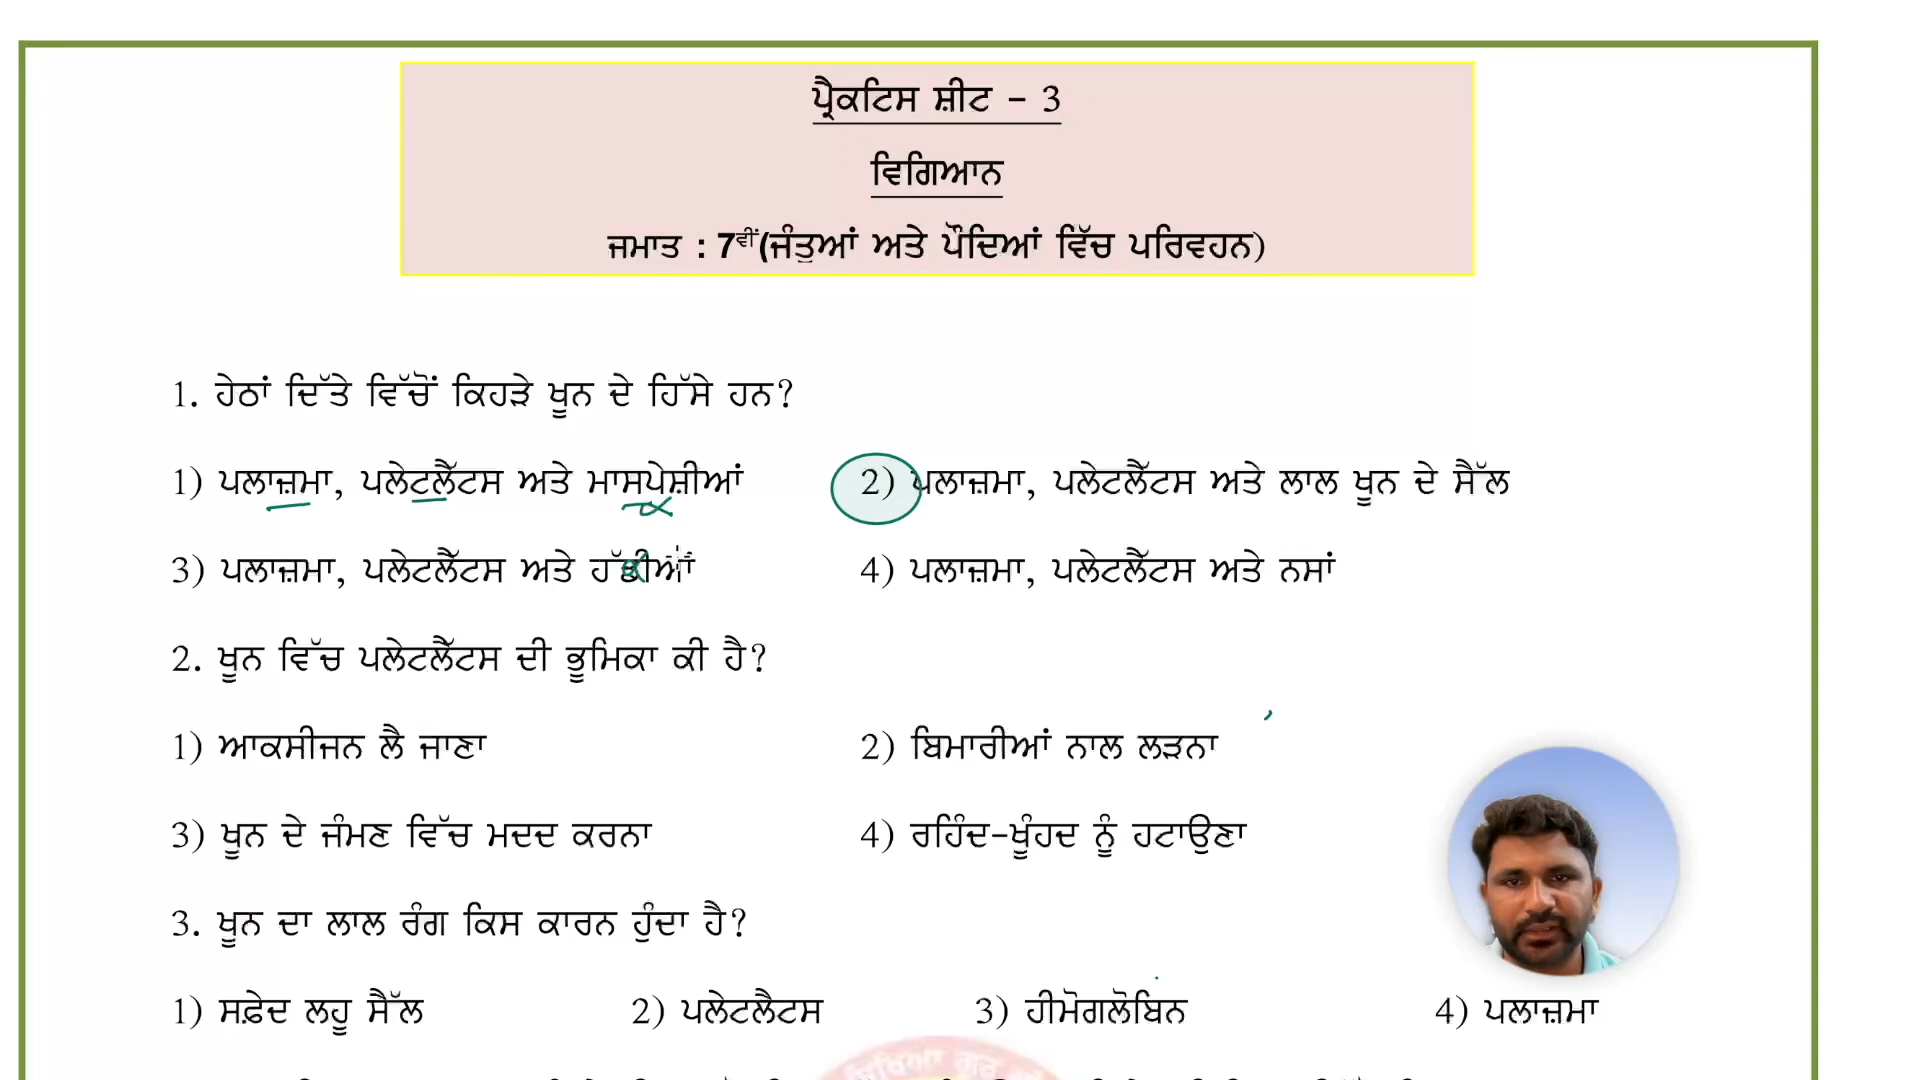 ਪ੍ਰੈਕਟਿਸ ਸ਼ੀਟ – 3
ਵਿਗਿਆਨ
ਜਮਾਤ : 7ਵੀਂ(ਜੰਤੂਆਂ ਅਤੇ ਪੌਦਿਆਂ ਵਿੱਚ ਪਰਿਵਹਨ)
1. ਹੇਠਾਂ ਦਿੱਤੇ ਵਿੱਚੋਂ ਕਿਹੜੇ ਖੂਨ ਦੇ ਹਿੱਸੇ ਹਨ?
1) ਪਲਾਜ਼ਮਾ, ਪਲੇਟਲੈੱਟਸ ਅਤੇ ਮਾਸਪੇਸ਼ੀਆਂ 2) ਪਲਾਜ਼ਮਾ, ਪਲੇਟਲੈੱਟਸ ਅਤੇ ਲਾਲ ਖੂਨ ਦੇ ਸੈੱਲ
3) ਪਲਾਜ਼ਮਾ, ਪਲੇਟਲੈੱਟਸ ਅਤੇ ਹੱਡੀਆਂ 4) ਪਲਾਜ਼ਮਾ, ਪਲੇਟਲੈੱਟਸ ਅਤੇ ਨਸਾਂ
2. ਖੂਨ ਵਿੱਚ ਪਲੇਟਲੈੱਟਸ ਦੀ ਭੂਮਿਕਾ ਕੀ ਹੈ?
1) ਆਕਸੀਜਨ ਲੈ ਜਾਣਾ 2) ਬਿਮਾਰੀਆਂ ਨਾਲ ਲੜਨਾ
3) ਖੂਨ ਦੇ ਜੰਮਣ ਵਿੱਚ ਮਦਦ ਕਰਨਾ 4) ਰਹਿੰਦ-ਖੂੰਹਦ ਨੂੰ ਹਟਾਉਣਾ
3. ਖੂਨ ਦਾ ਲਾਲ ਰੰਗ ਕਿਸ ਕਾਰਨ ਹੁੰਦਾ ਹੈ?
1) ਸਫ਼ੇਦ ਲਹੂ ਸੈੱਲ 2) ਪਲੇਟਲੈਟਸ 3) ਹੀਮੋਗਲੋਬਿਨ 4) ਪਲਾਜ਼ਮਾ